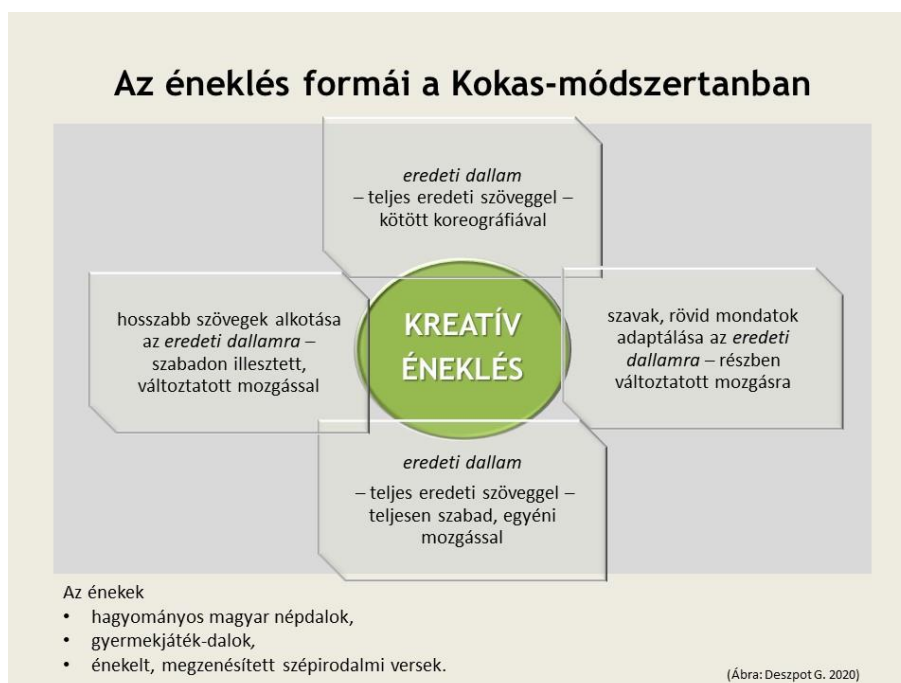 Az éneklés formái a Kokas-módszertanban
eredeti dallam
– teljes eredeti szöveggel –
kötött koreográfiával
hosszabb szövegek alkotása
az eredeti dallamra –
szabadon illesztett,
változtatott mozgással
KREATÍV
ÉNEKLÉS
szavak, rövid mondatok
adaptálása az eredeti
dallamra – részben
változtatott mozgásra
eredeti dallam
– teljes eredeti szöveggel –
teljesen szabad, egyéni
mozgással
Az énekek
• hagyományos magyar népdalok,
• gyermekjáték-dalok,
• énekelt, megzenésített szépirodalmi versek.
(Ábra: Deszpot G. 2020)